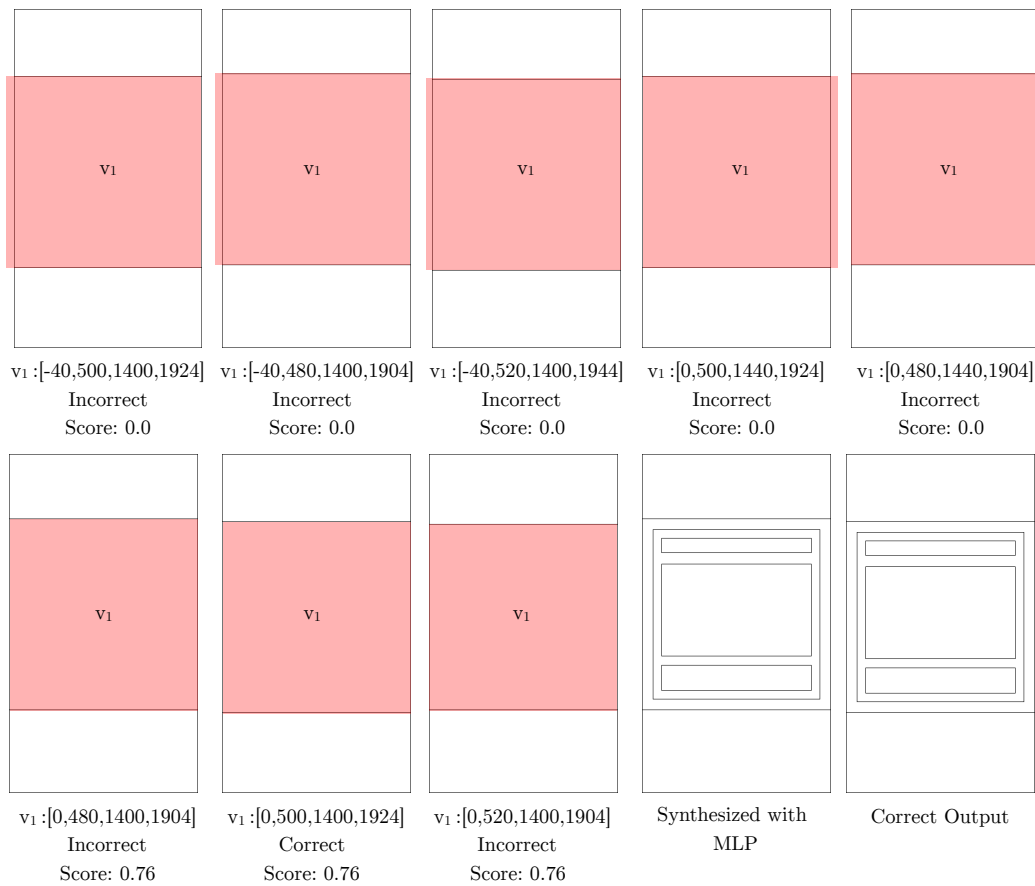 v₁
v₁
v₁
v₁
v₁
v₁ :[-40,500,1400,1924]
Incorrect
Score: 0.0
v₁ :[-40,480,1400,1904]
Incorrect
Score: 0.0
v₁ :[-40,520,1400,1944]
Incorrect
Score: 0.0
v₁ :[0,500,1440,1924]
Incorrect
Score: 0.0
v₁ :[0,480,1440,1904]
Incorrect
Score: 0.0
v₁
v₁
v₁
v₁ :[0,480,1400,1904]
Incorrect
Score: 0.76
v₁ :[0,500,1400,1924]
Correct
Score: 0.76
v₁ :[0,520,1400,1904]
Incorrect
Score: 0.76
Synthesized with
MLP
Correct Output